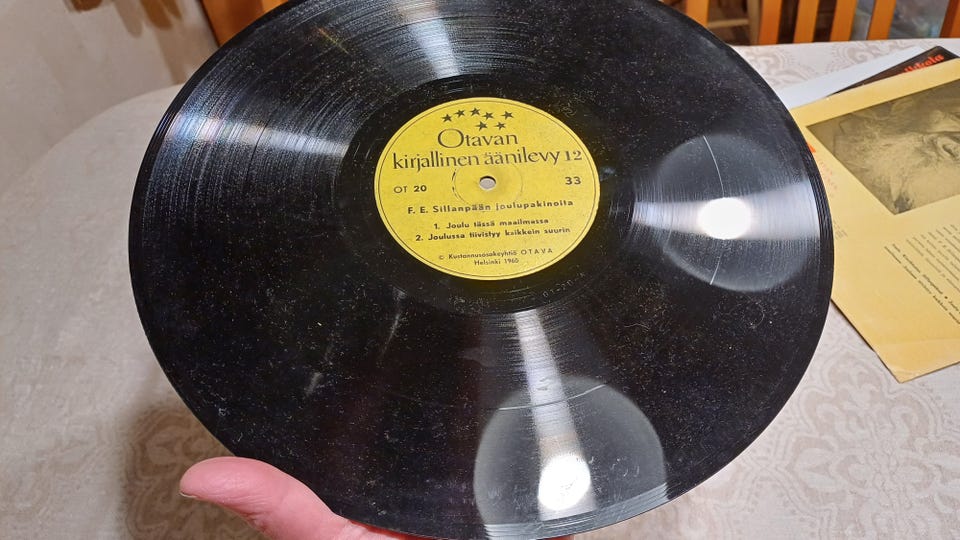 Otavan
kirjallinen äänilevy 12
OT 20
33
F. E. Sillanpään joulupakinoita
1. Joulu tässä maailmassa
2. Joulussa tiivistyy kaikkein suurin
© Kustannusosakeyhtiö OTAVA
Helsinki 1965